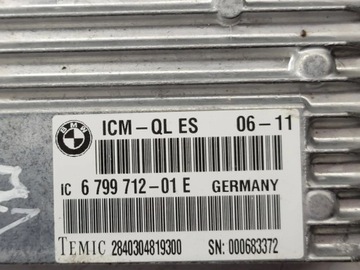 BMW
ICM - QL ES 06 - 11
IC 6 799 712 - 01 E GERMANY
TEMIC 2840304819300 SN: 000683372